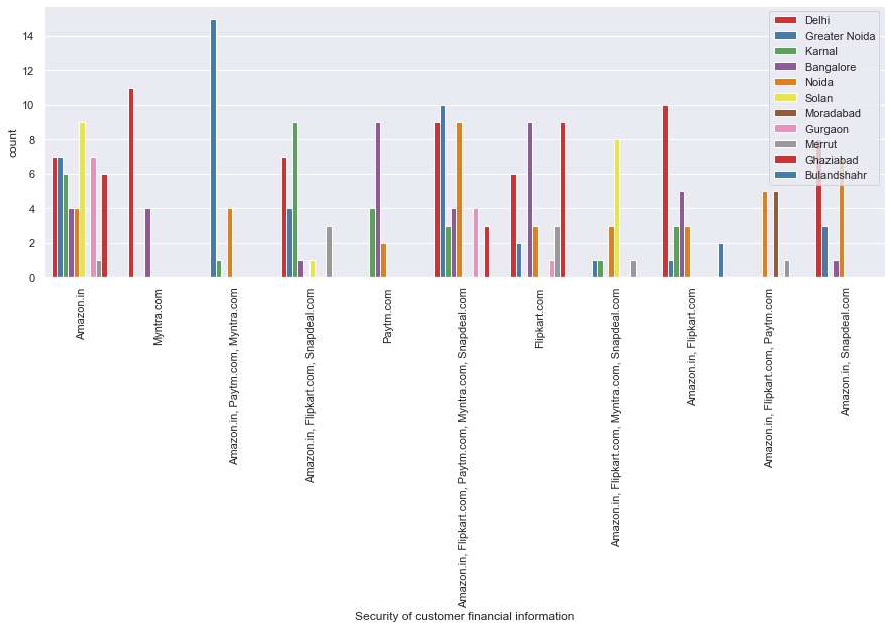 Delhi
Greater Noida
Karnal
Bangalore
Noida
Solan
Moradabad
Gurgaon
Merrut
Ghaziabad
Bulandshahr
count
14
12
10
8
6
4
2
0
Amazon.in
Myntra.com
Amazon.in, Paytm.com, Myntra.com
Amazon.in, Flipkart.com, Snapdeal.com
Paytm.com
Amazon.in, Flipkart.com, Paytm.com, Myntra.com, Snapdeal.com
Flipkart.com
Amazon.in, Flipkart.com, Myntra.com, Snapdeal.com
Amazon.in, Flipkart.com
Amazon.in, Flipkart.com, Paytm.com
Amazon.in, Snapdeal.com
Security of customer financial information